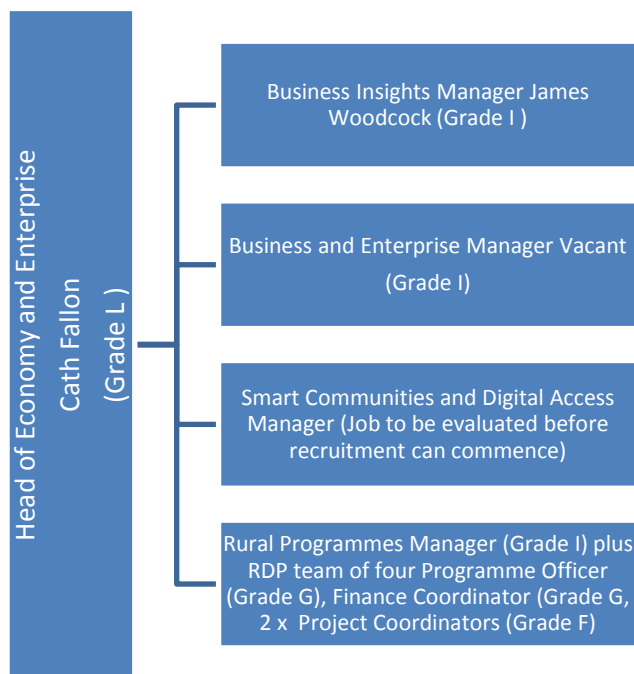 Head of Economy and Enterprise
Cath Fallon
(Grade L )
Business Insights Manager James
Woodcock (Grade I )
Business and Enterprise Manager Vacant
(Grade I)
Smart Communities and Digital Access
Manager (Job to be evaluated before
recruitment can commence)
Rural Programmes Manager (Grade I) plus
RDP team of four Programme Officer
(Grade G), Finance Coordinator (Grade G,
2 x  Project Coordinators (Grade F)